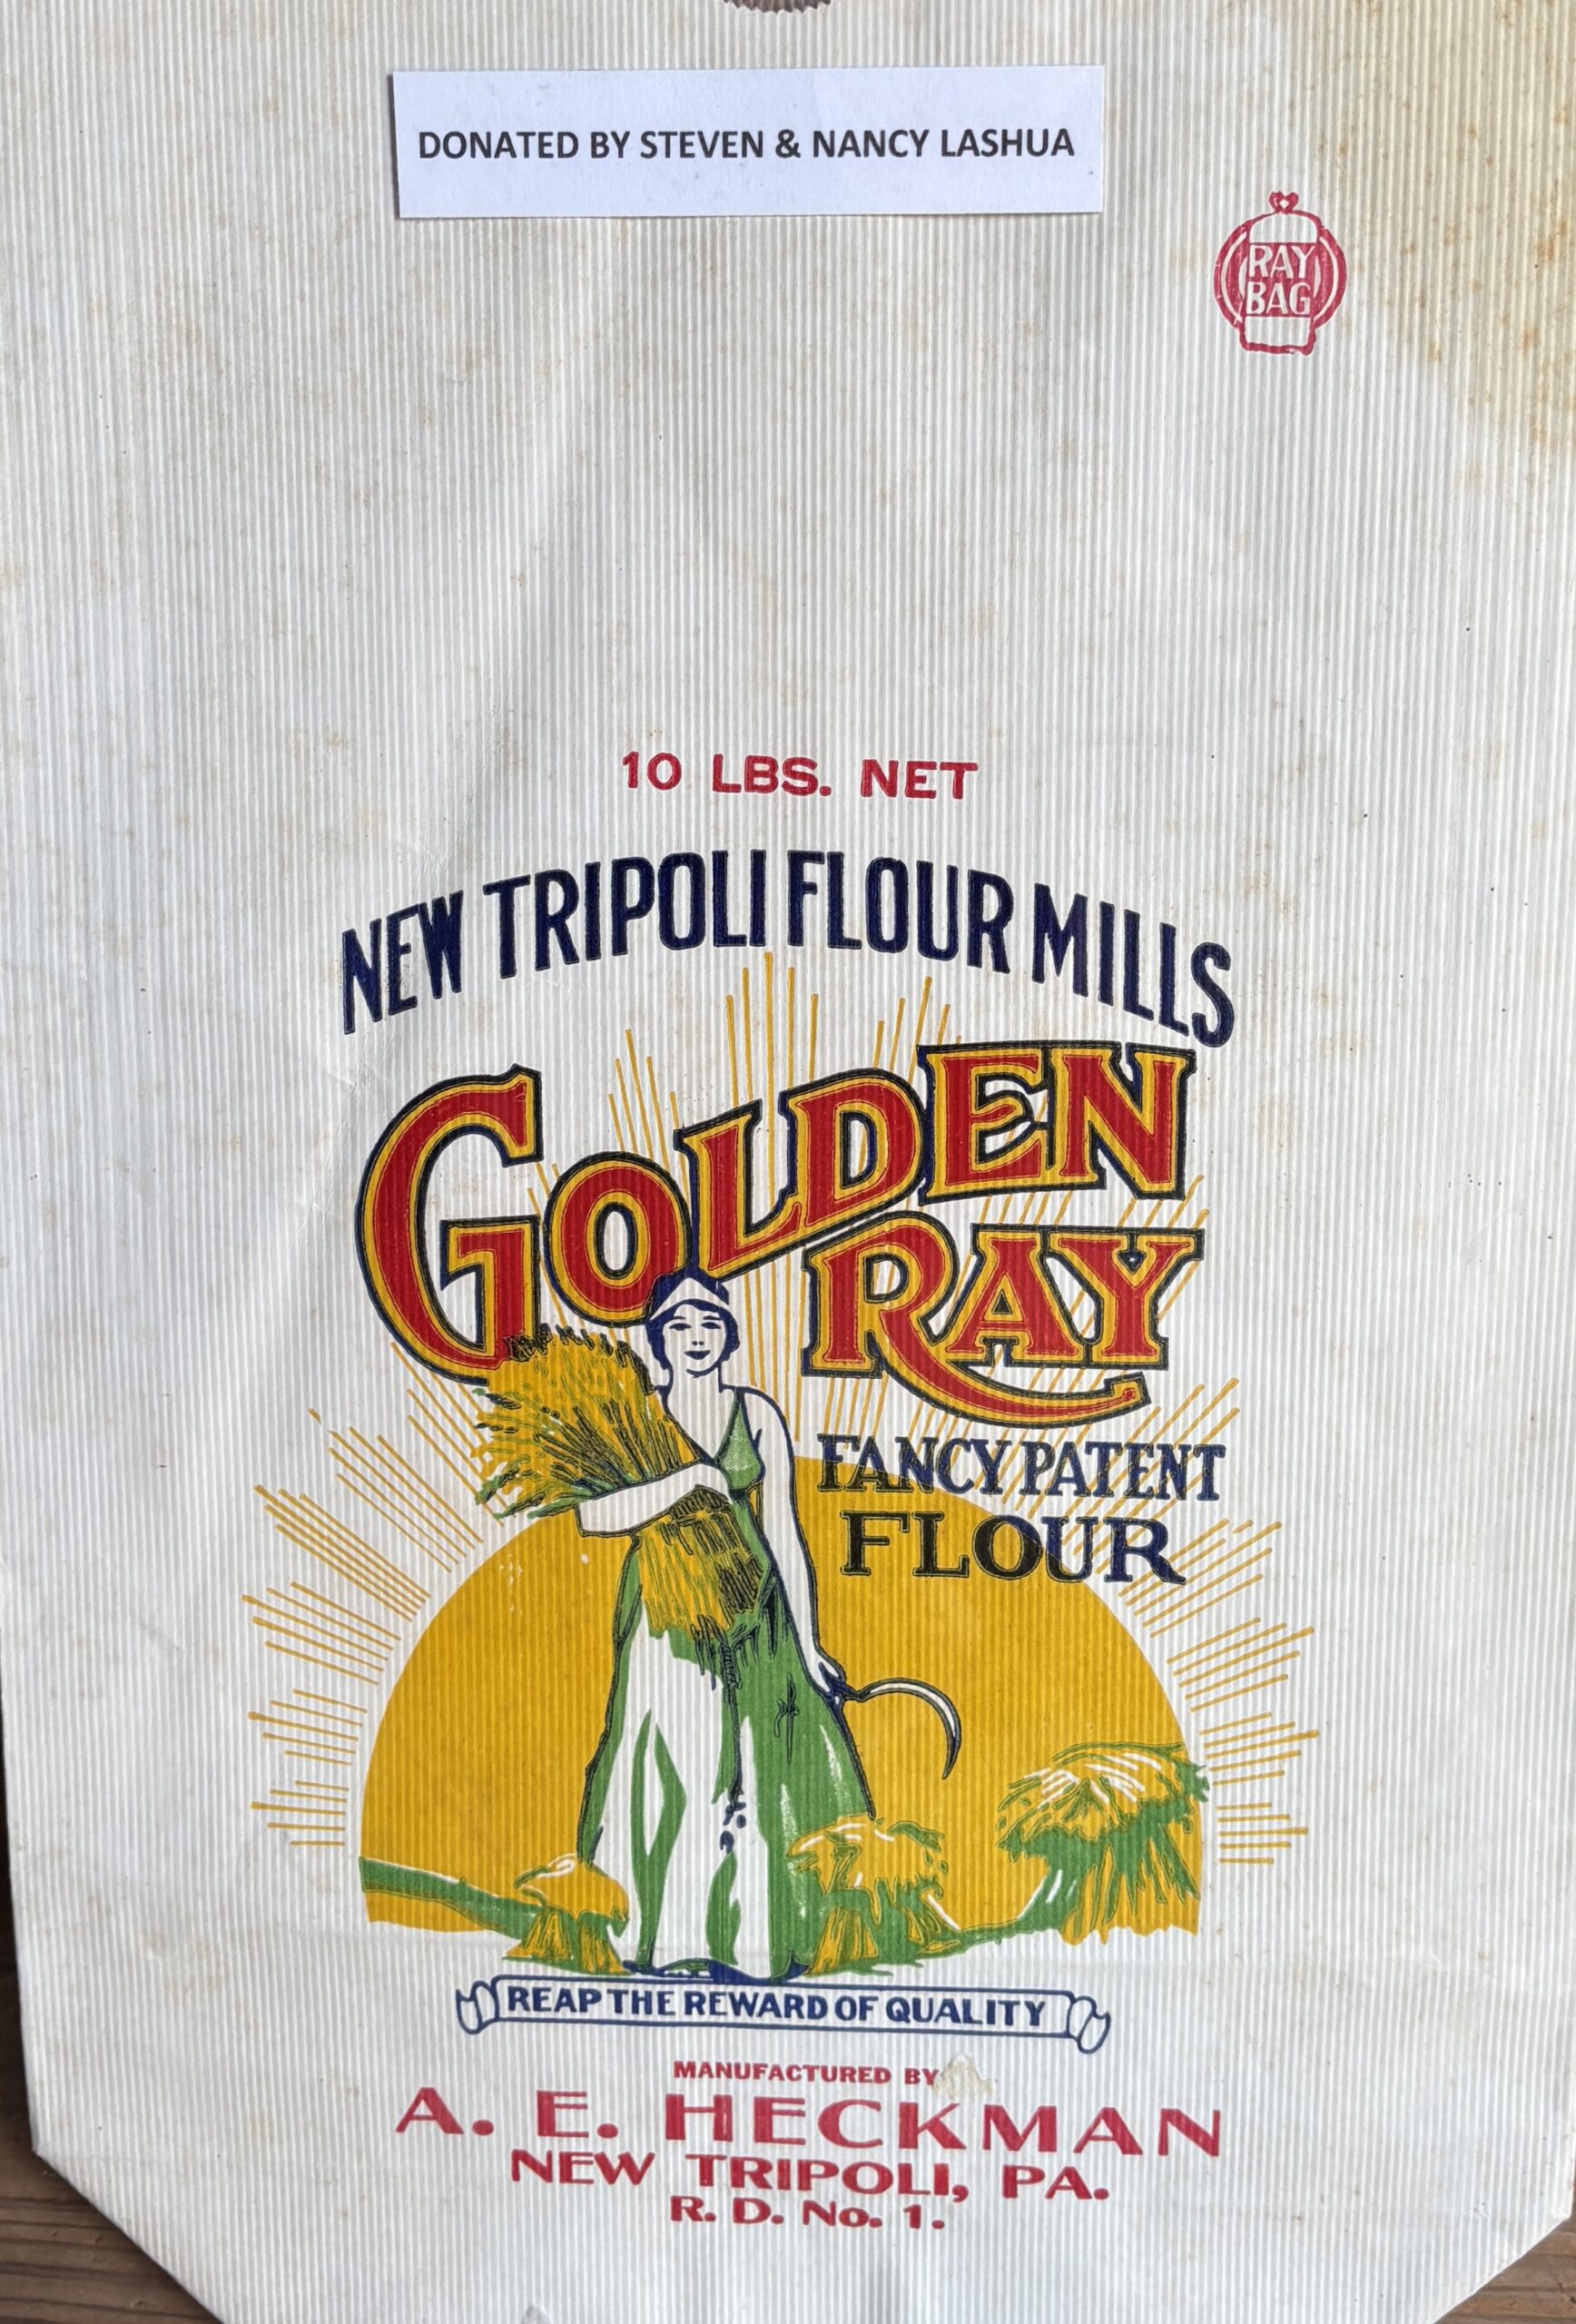 DONATED BY STEVEN & NANCY LASHUA
RAY
BAG
10 LBS. NET
NEW TRIPOLI FLOUR MILLS
GOLDEN
RAY
FANCY PATENT
FLOUR
REAP THE REWARD OF QUALITY
MANUFACTURED BY
A. E. HECKMAN
NEW TRIPOLI, PA.
R. D. No. 1.